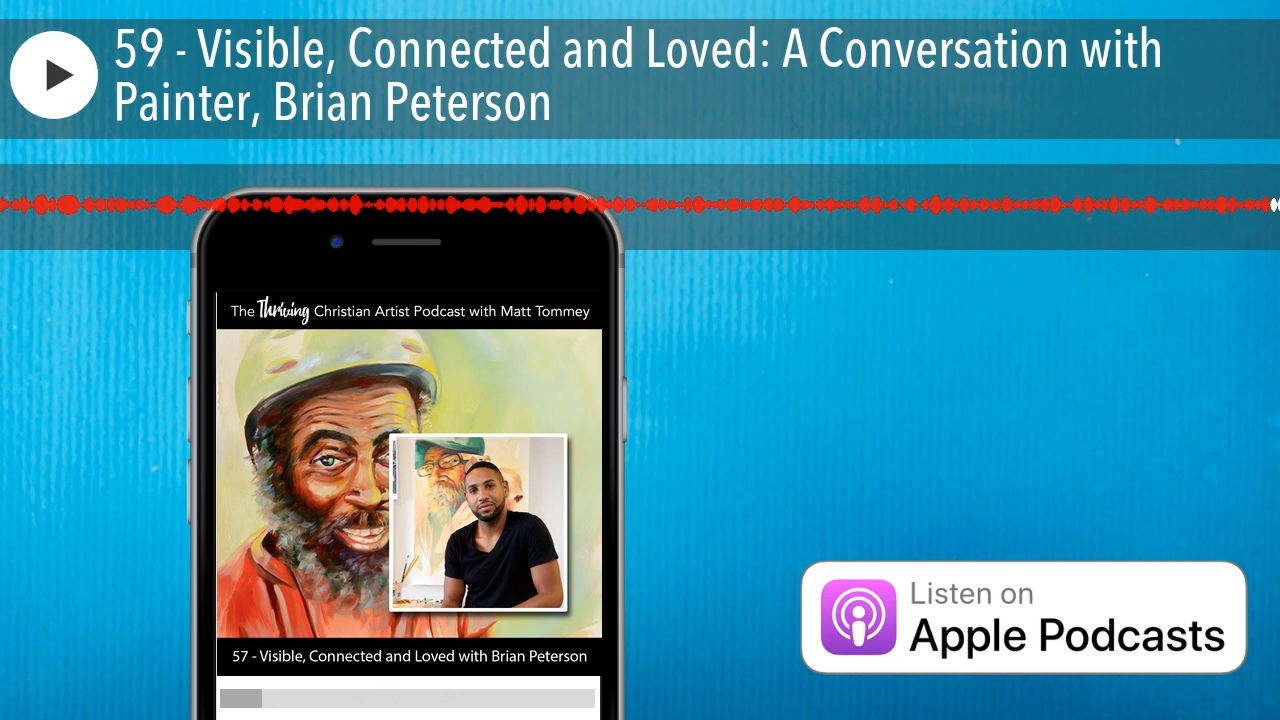 59 - Visible, Connected and Loved: A Conversation with
Painter, Brian Peterson
The Thriving Christian Artist Podcast with Matt Tommey
57 - Visible, Connected and Loved with Brian Peterson
Listen on
Apple Podcasts